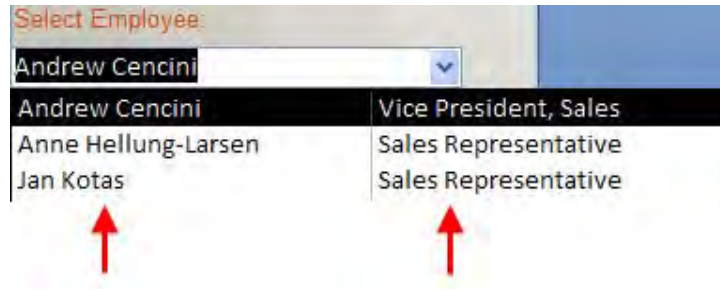 Select Employee:
Andrew Cencini
Andrew Cencini Vice President, Sales
Anne Hellung-Larsen Sales Representative
Jan Kotas Sales Representative